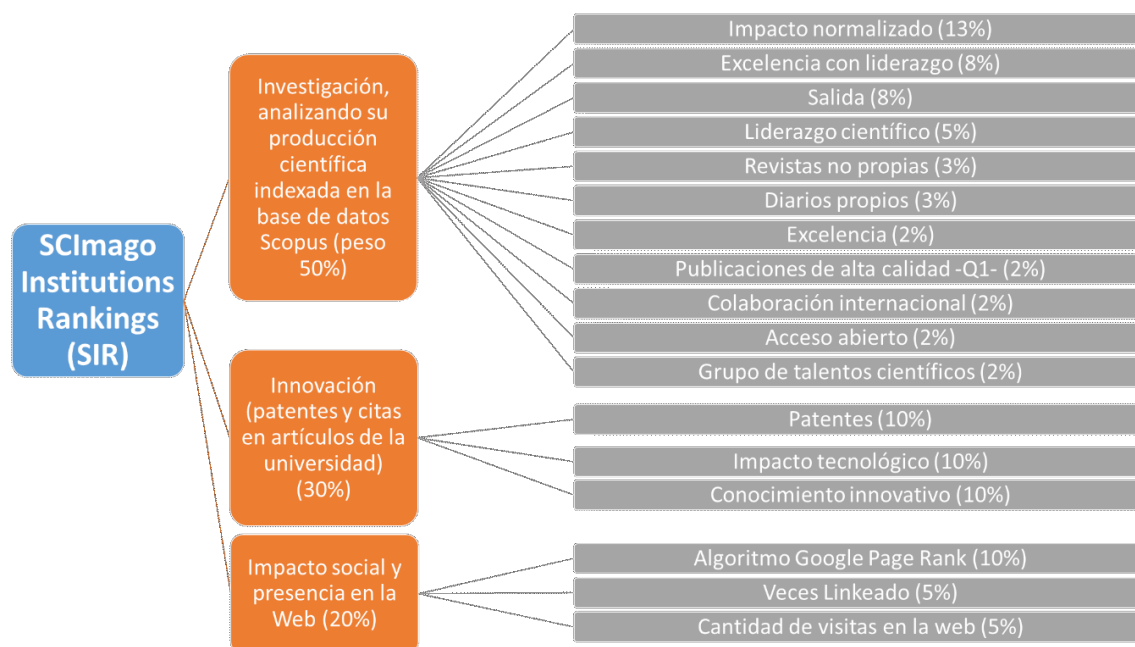 SCImago
Institutions
Rankings
(SIR)
Investigación,
analizando su
producción
científica
indexada en la
base de datos
Scopus (peso
50%)
Impacto normalizado (13%)
Excelencia con liderazgo (8%)
Salida (8%)
Liderazgo científico (5%)
Revistas no propias (3%)
Diarios propios (3%)
Excelencia (2%)
Publicaciones de alta calidad -Q1- (2%)
Colaboración internacional (2%)
Acceso abierto (2%)
Grupo de talentos científicos (2%)
Innovación
(patentes y citas
en artículos de la
universidad)
(30%)
Patentes (10%)
Impacto tecnológico (10%)
Conocimiento innovativo (10%)
Impacto social y
presencia en la
Web (20%)
Algoritmo Google Page Rank (10%)
Veces Linkeado (5%)
Cantidad de visitas en la web (5%)